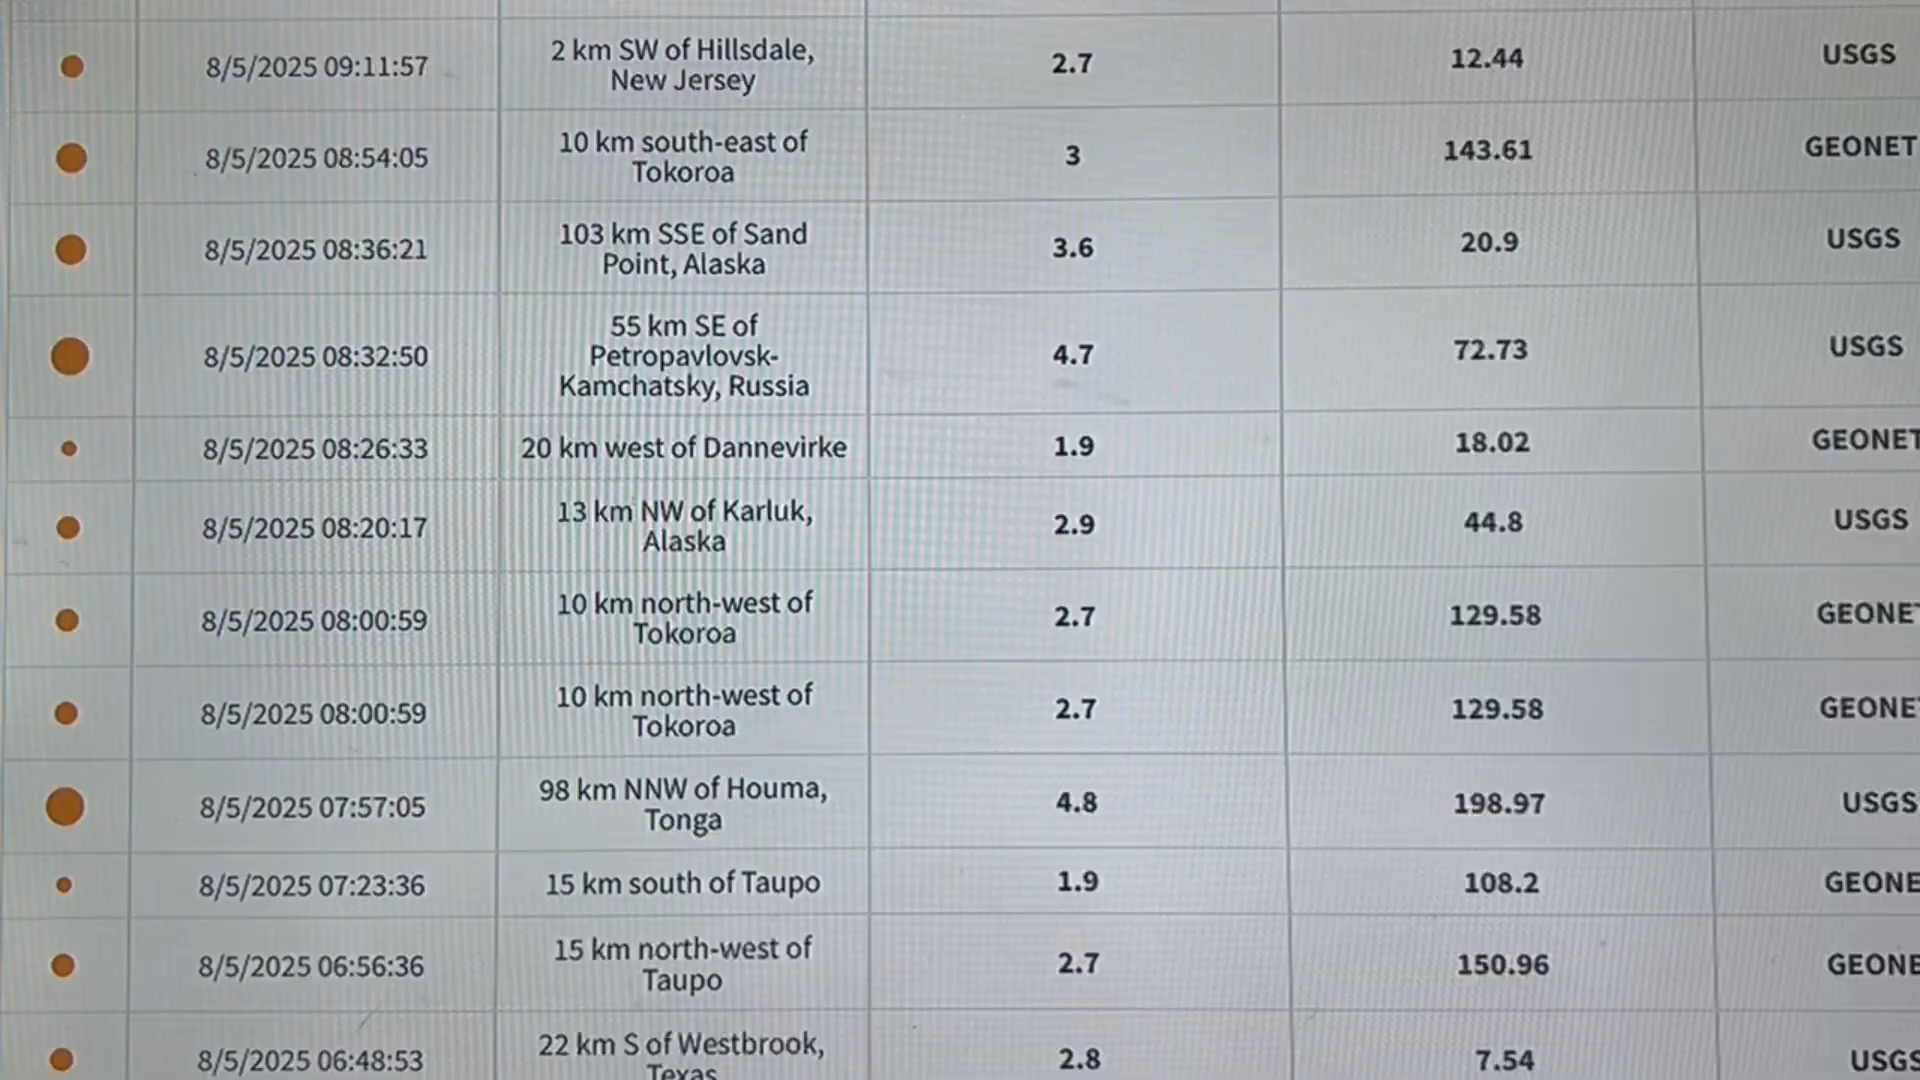 8/5/2025 09:11:57 2 km SW of Hillsdale, New Jersey 2.7 12.44 USGS
8/5/2025 08:54:05 10 km south-east of Tokoroa 3 143.61 GEONET
8/5/2025 08:36:21 103 km SSE of Sand Point, Alaska 3.6 20.9 USGS
8/5/2025 08:32:50 55 km SE of Petropavlovsk-Kamchatsky, Russia 4.7 72.73 USGS
8/5/2025 08:26:33 20 km west of Dannevirke 1.9 18.02 GEONET
8/5/2025 08:20:17 13 km NW of Karluk, Alaska 2.9 44.8 USGS
8/5/2025 08:00:59 10 km north-west of Tokoroa 2.7 129.58 GEONET
8/5/2025 08:00:59 10 km north-west of Tokoroa 2.7 129.58 GEONE
8/5/2025 07:57:05 98 km NNW of Houma, Tonga 4.8 198.97 USGS
8/5/2025 07:23:36 15 km south of Taupo 1.9 108.2 GEONE
8/5/2025 06:56:36 15 km north-west of Taupo 2.7 150.96 GEONE
8/5/2025 06:48:53 22 km S of Westbrook, Texas 2.8 7.54 USGS